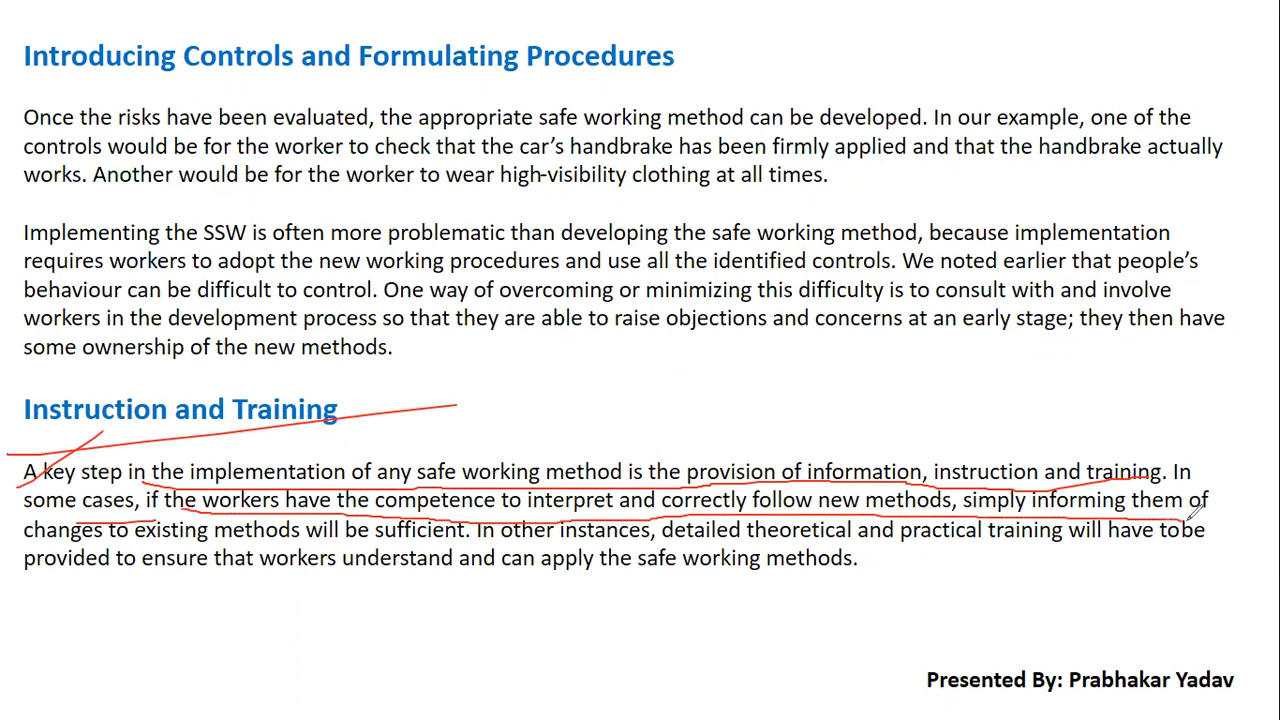 Introducing Controls and Formulating Procedures
Once the risks have been evaluated, the appropriate safe working method can be developed. In our example, one of the
controls would be for the worker to check that the car’s handbrake has been firmly applied and that the handbrake actually
works. Another would be for the worker to wear high-visibility clothing at all times.
Implementing the SSW is often more problematic than developing the safe working method, because implementation
requires workers to adopt the new working procedures and use all the identified controls. We noted earlier that people’s
behaviour can be difficult to control. One way of overcoming or minimizing this difficulty is to consult with and involve
workers in the development process so that they are able to raise objections and concerns at an early stage; they then have
some ownership of the new methods.
Instruction and Training
A key step in the implementation of any safe working method is the provision of information, instruction and training. In
some cases, if the workers have the competence to interpret and correctly follow new methods, simply informing them of
changes to existing methods will be sufficient. In other instances, detailed theoretical and practical training will have to be
provided to ensure that workers understand and can apply the safe working methods.
Presented By: Prabhakar Yadav